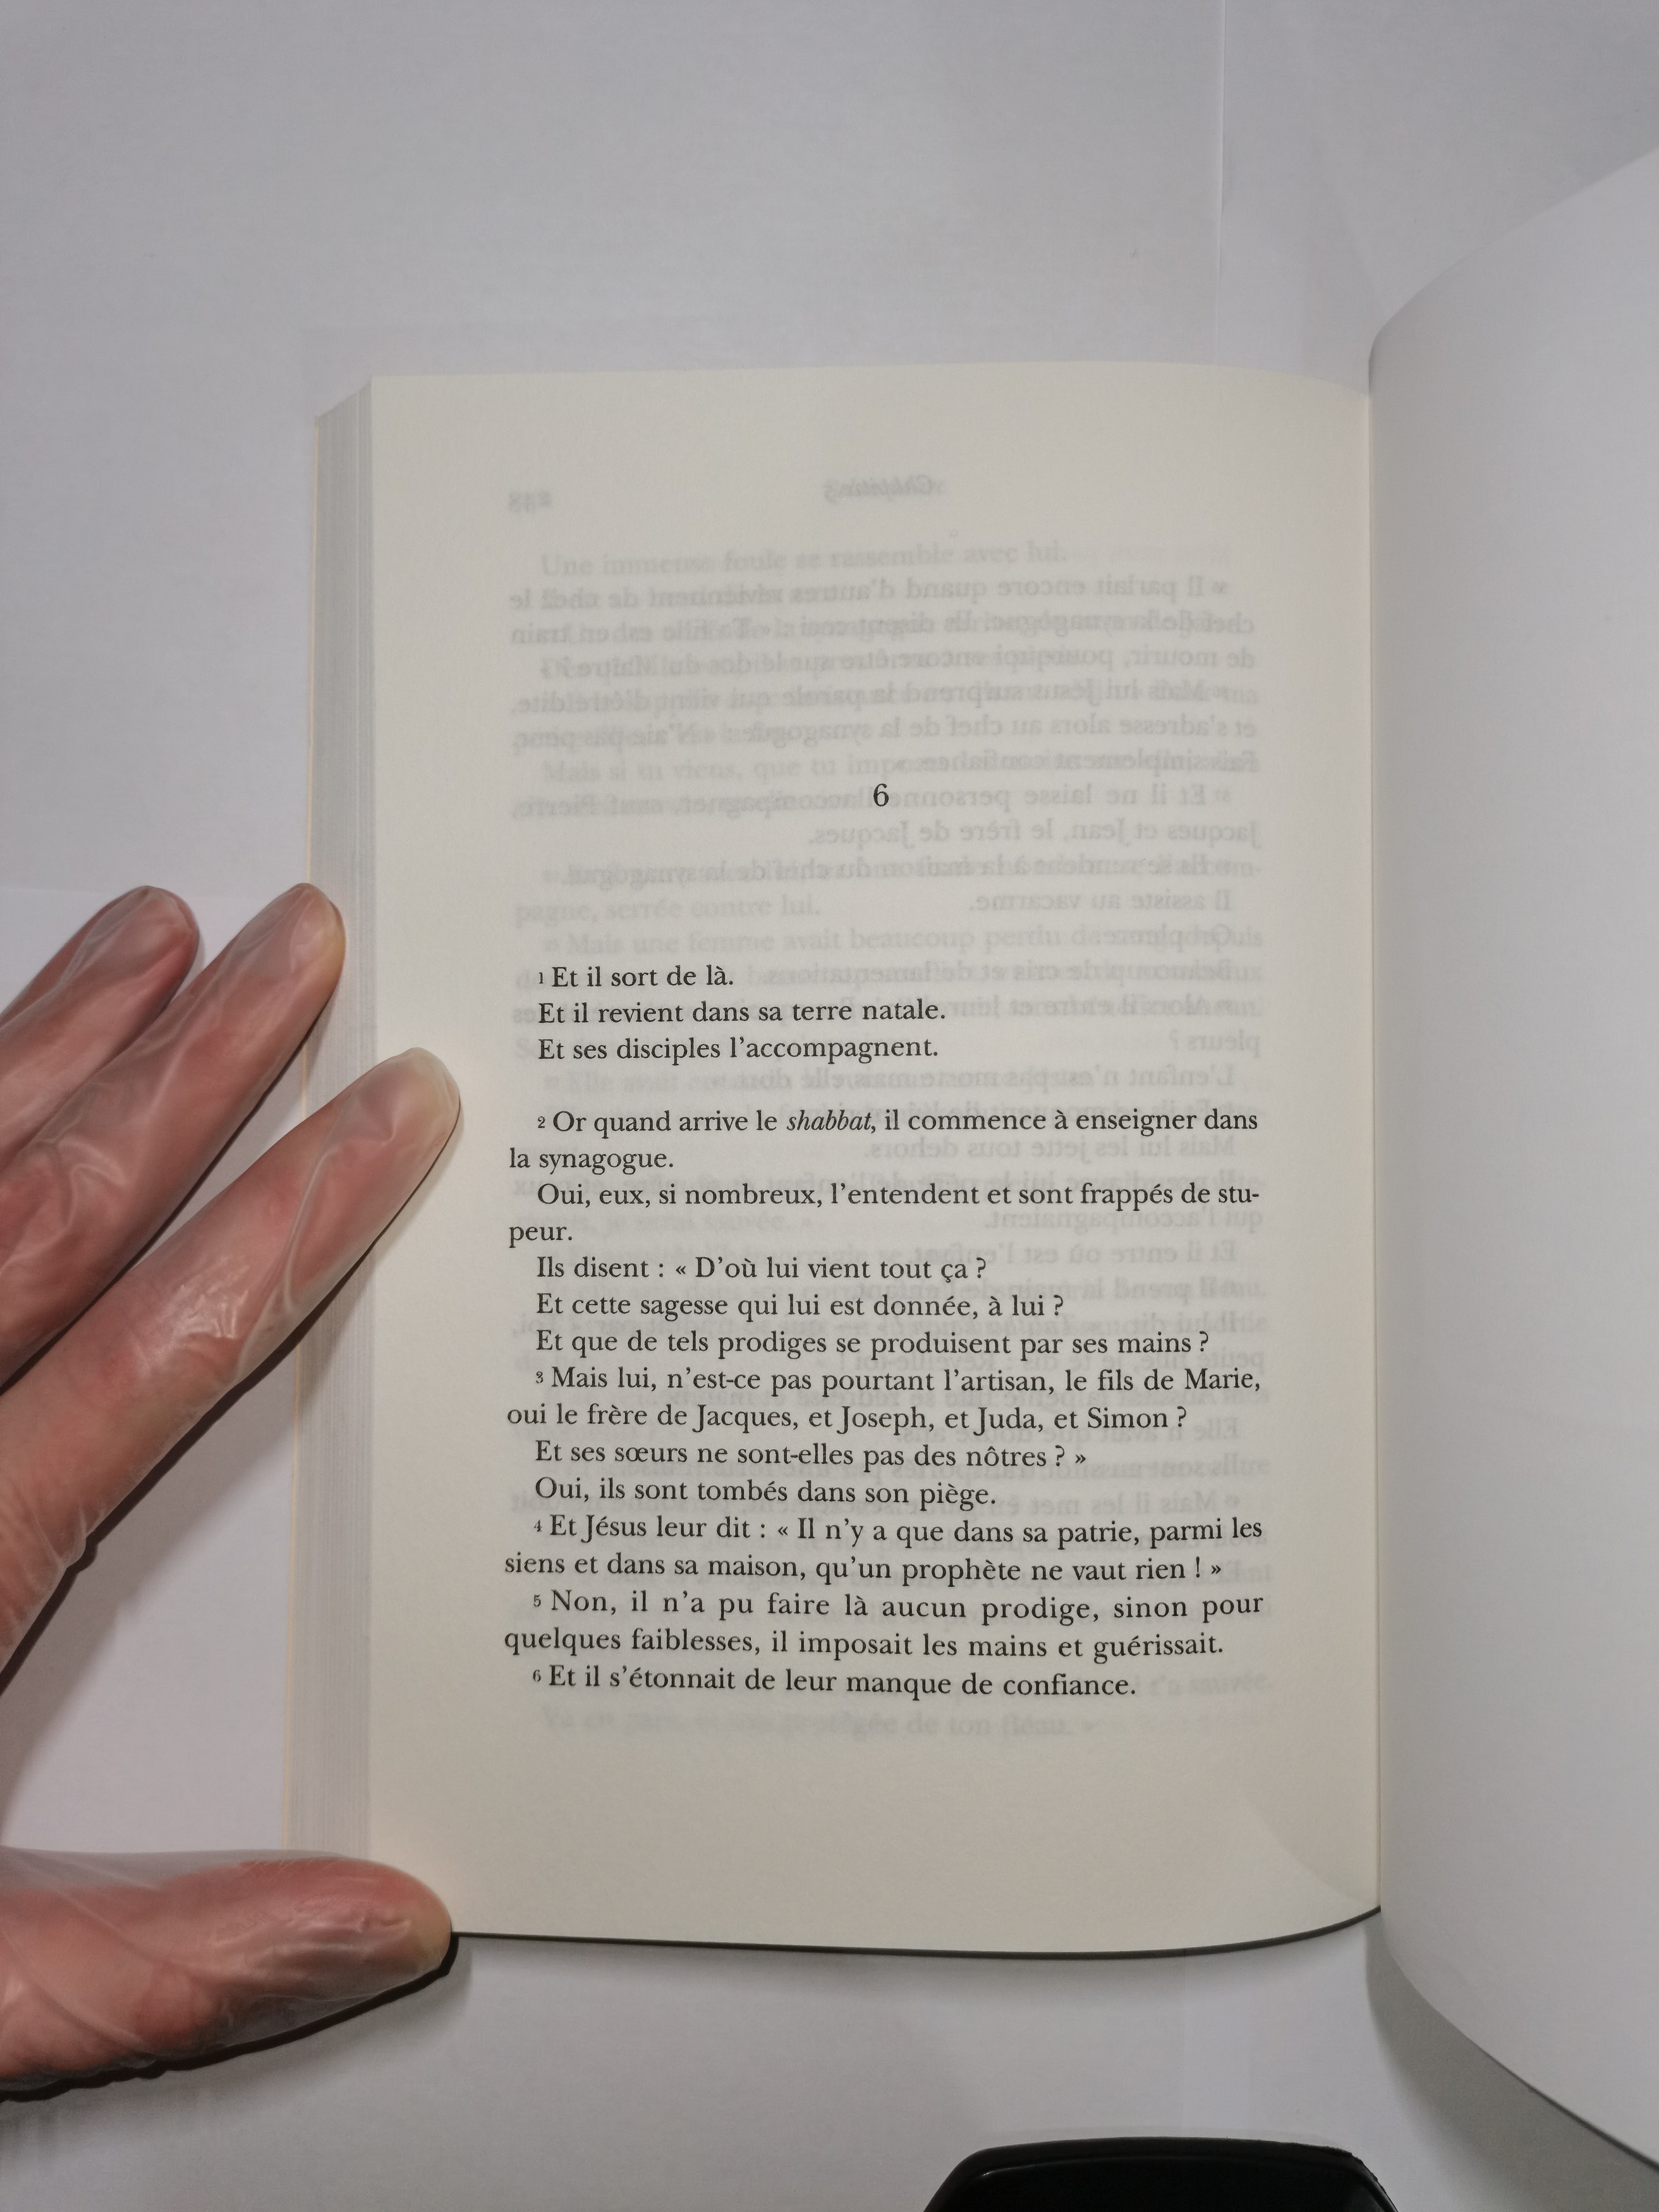 6
1 Et il sort de là.
Et il revient dans sa terre natale.
Et ses disciples l'accompagnent.
2 Or quand arrive le shabbat, il commence à enseigner dans
la synagogue.
Oui, eux, si nombreux, l'entendent et sont frappés de stu-
peur.
Ils disent : « D'où lui vient tout ça ?
Et cette sagesse qui lui est donnée, à lui ?
Et que de tels prodiges se produisent par ses mains ?
3 Mais lui, n'est-ce pas pourtant l'artisan, le fils de Marie,
oui le frère de Jacques, et Joseph, et Juda, et Simon ?
Et ses sœurs ne sont-elles pas des nôtres ? »
Oui, ils sont tombés dans son piège.
4 Et Jésus leur dit : « Il n'y a que dans sa patrie, parmi les
siens et dans sa maison, qu'un prophète ne vaut rien ! »
5 Non, il n'a pu faire là aucun prodige, sinon pour
quelques faiblesses, il imposait les mains et guérissait.
6 Et il s'étonnait de leur manque de confiance.